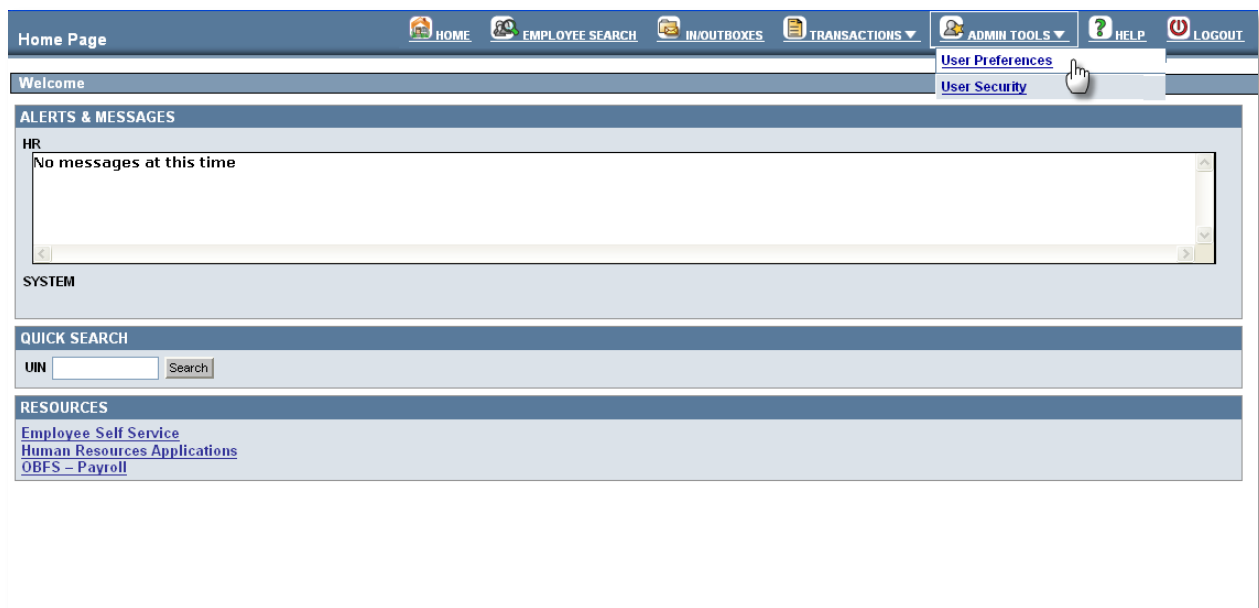 Home Page
HOME
EMPLOYEE SEARCH
IN/OUTBOXES
TRANSACTIONS
ADMIN TOOLS
HELP
LOGOUT
User Preferences
User Security
Welcome
ALERTS & MESSAGES
HR
No messages at this time
SYSTEM
QUICK SEARCH
UIN Search
RESOURCES
Employee Self Service
Human Resources Applications
OBFS – Payroll